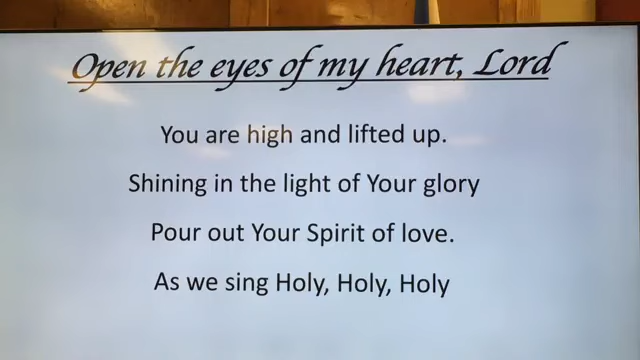 Open the eyes of my heart, Lord
You are high and lifted up.
Shining in the light of Your glory
Pour out Your Spirit of love.
As we sing Holy, Holy, Holy